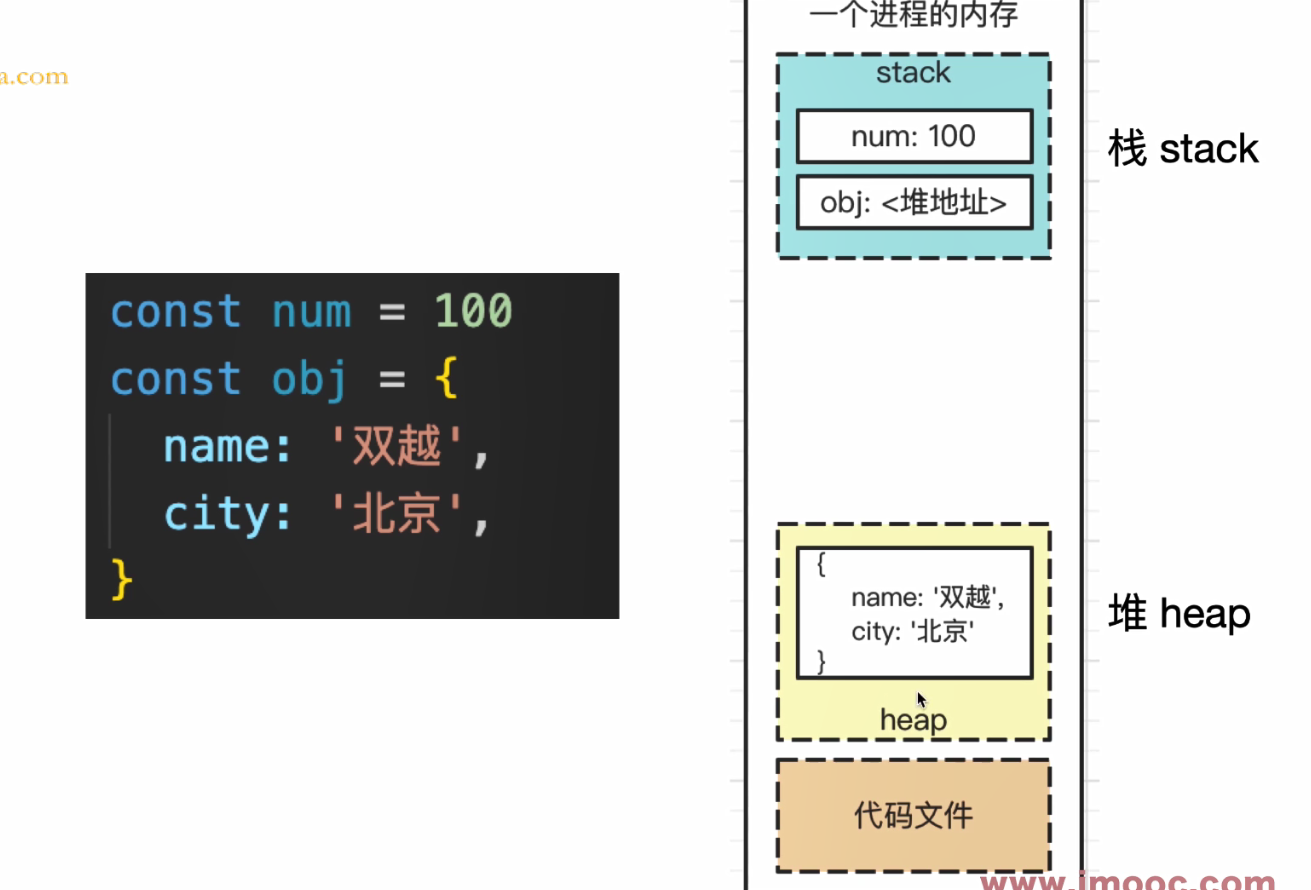 一个进程的内存
a.com
stack
num: 100
栈 stack
obj: <堆地址>
const num = 100
const obj = {
name: '双越',
city: '北京',
}
{
name: '双越',
city: '北京'
}
堆 heap
heap
代码文件
www.imooc.com